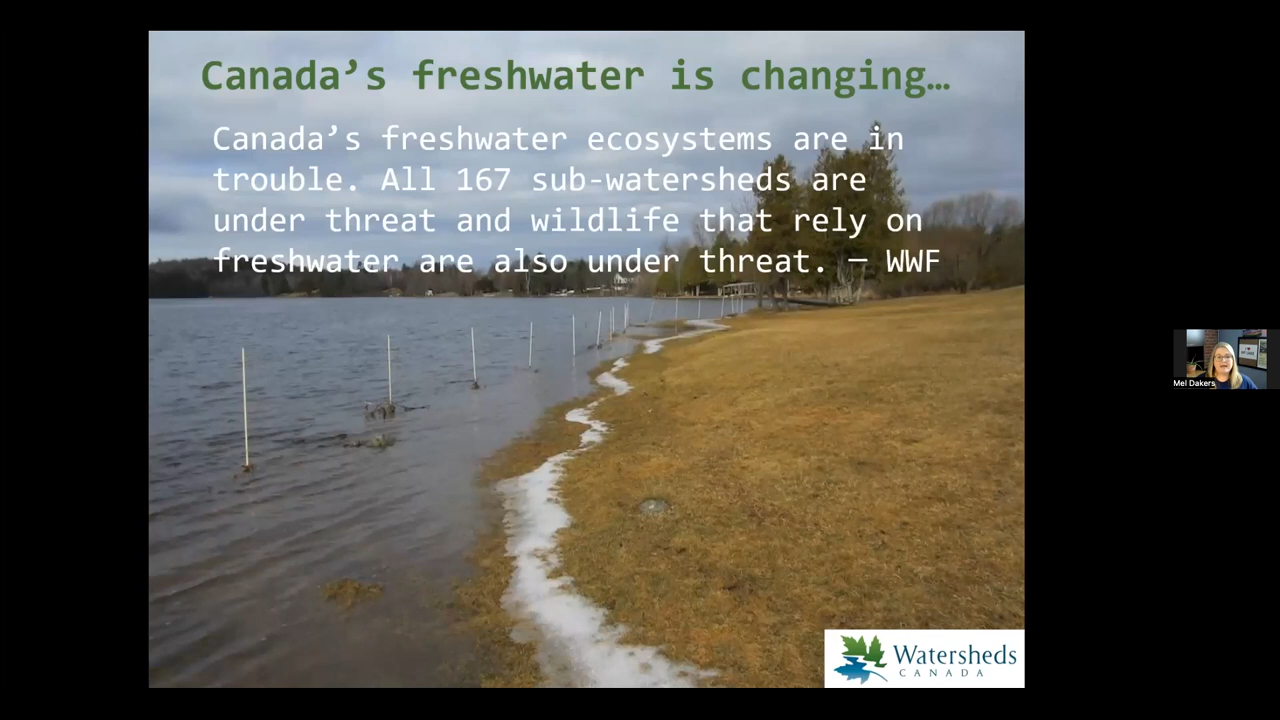 Canada’s freshwater is changing…
Canada’s freshwater ecosystems are in
trouble. All 167 sub-watersheds are
under threat and wildlife that rely on
freshwater are also under threat. — WWF
Mel Dakers
Watersheds
CANADA